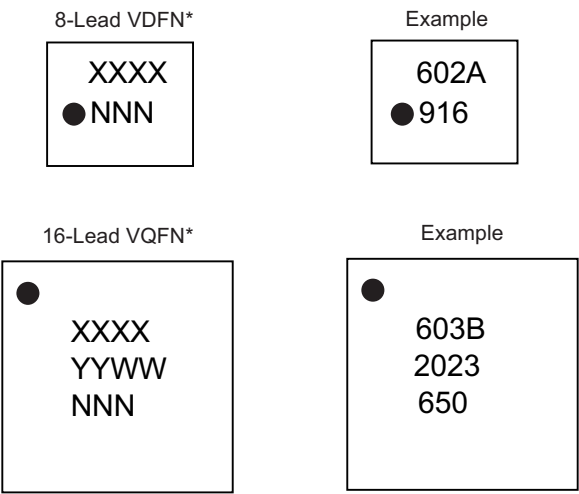 8-Lead VDFN*
Example
XXXX
NNN
602A
916
16-Lead VQFN*
Example
XXXX
YYWW
NNN
603B
2023
650